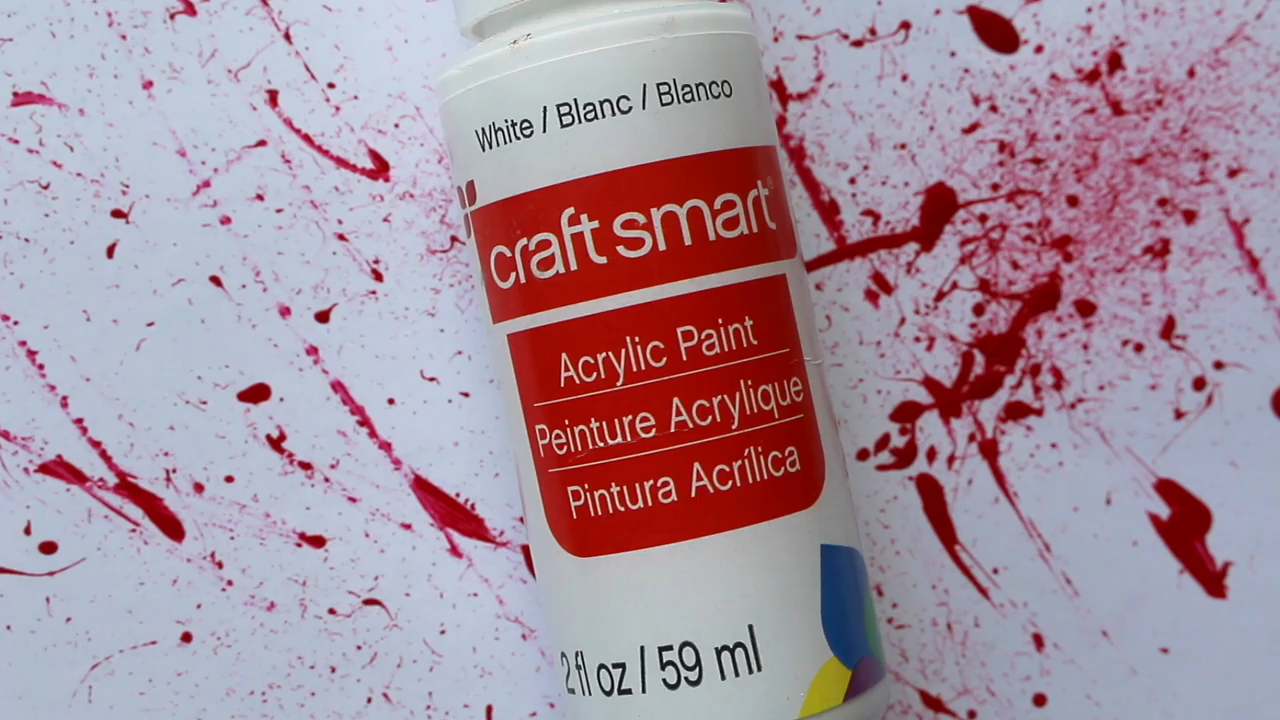 White / Blanc / Blanco
craft smart®
Acrylic Paint
Peinture Acrylique
Pintura Acrílica
2 fl oz / 59 ml